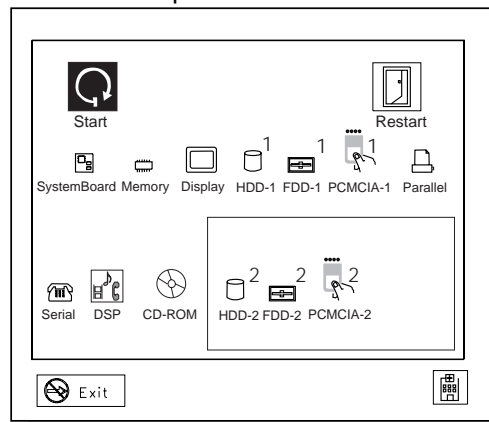 Start Restart
1 1 1
SystemBoard Memory Display HDD-1 FDD-1 PCMCIA-1 Parallel
2 2 2
Serial DSP CD-ROM HDD-2 FDD-2 PCMCIA-2
Exit